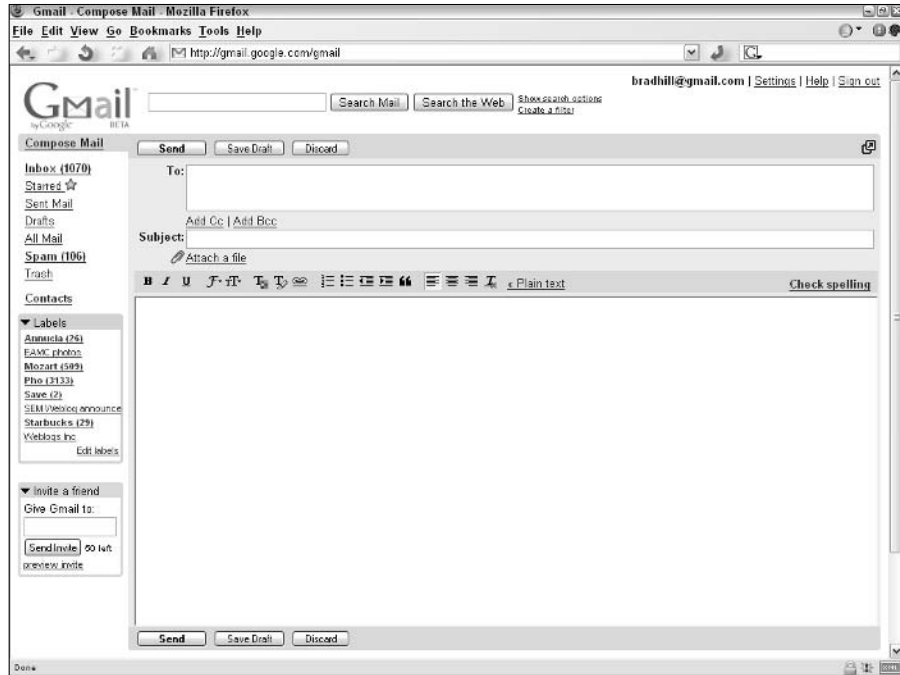 Gmail - Compose Mail - Mozilla Firefox
File Edit View Go Bookmarks Tools Help
http://gmail.google.com/gmail
G
bradhill@gmail.com | Settings | Help | Sign out
GMail
by Google BETA
Search Mail Search the Web
Show search options
Create a filter
Compose Mail
Send Save Draft Discard
Inbox (1070)
Starred
Sent Mail
Drafts
All Mail
Spam (106)
Trash
Contacts
To:
Add Cc | Add Bcc
Subject:
Attach a file
B I U F T T T « Plain text
Check spelling
Labels
Annucia (26)
EAMC photos
Mozart (509)
Pho (3133)
Save (2)
SEM Weblog announce
Starbucks (29)
Weblogs Inc
Edit labels
Invite a friend
Give Gmail to:
Send Invite 50 left
preview invite
Send Save Draft Discard
Done